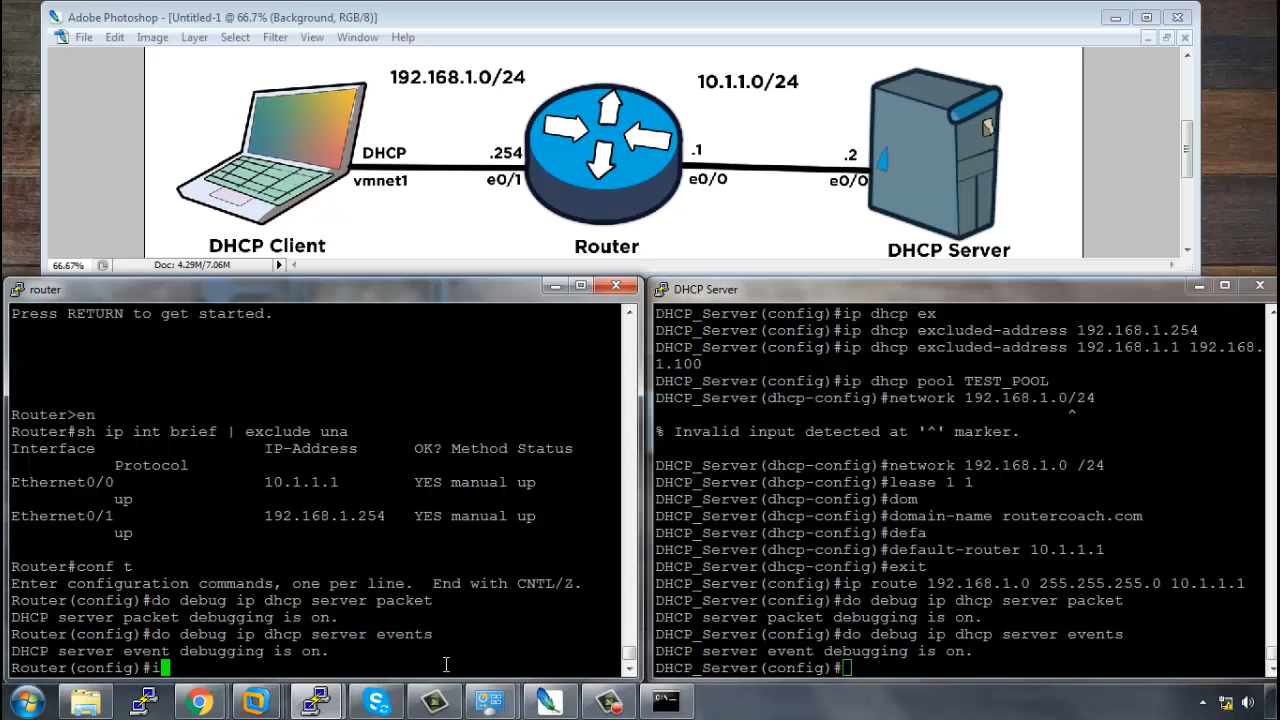 Adobe Photoshop - [Untitled-1 @ 66.7% (Background, RGB/8)]
File Edit Image Layer Select Filter View Window Help
192.168.1.0/24
10.1.1.0/24
DHCP
.254
.1
.2
vmnet1
e0/1
e0/0
e0/0
DHCP Client
Router
DHCP Server
66.67%
Doc: 4.29M/7.06M
router
Press RETURN to get started.
Router>en
Router#sh ip int brief | exclude una
Interface IP-Address OK? Method Status
Protocol
Ethernet0/0 10.1.1.1 YES manual up
up
Ethernet0/1 192.168.1.254 YES manual up
up
Router#conf t
Enter configuration commands, one per line. End with CNTL/Z.
Router(config)#do debug ip dhcp server packet
DHCP server packet debugging is on.
Router(config)#do debug ip dhcp server events
DHCP server event debugging is on.
Router(config)#i
DHCP Server
DHCP_Server(config)#ip dhcp ex
DHCP_Server(config)#ip dhcp excluded-address 192.168.1.254
DHCP_Server(config)#ip dhcp excluded-address 192.168.1.1 192.168.
1.100
DHCP_Server(config)#ip dhcp pool TEST_POOL
DHCP_Server(dhcp-config)#network 192.168.1.0/24
^
% Invalid input detected at '^' marker.
DHCP_Server(dhcp-config)#network 192.168.1.0 /24
DHCP_Server(dhcp-config)#lease 1 1
DHCP_Server(dhcp-config)#dom
DHCP_Server(dhcp-config)#domain-name routercoach.com
DHCP_Server(dhcp-config)#defa
DHCP_Server(dhcp-config)#default-router 10.1.1.1
DHCP_Server(dhcp-config)#exit
DHCP_Server(config)#ip route 192.168.1.0 255.255.255.0 10.1.1.1
DHCP_Server(config)#do debug ip dhcp server packet
DHCP server packet debugging is on.
DHCP_Server(config)#do debug ip dhcp server events
DHCP server event debugging is on.
DHCP_Server(config)#